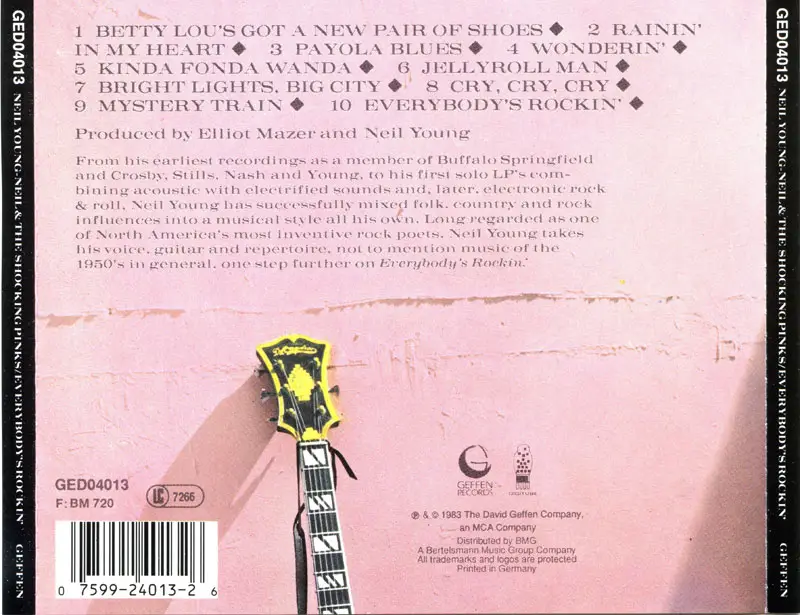 1 BETTY LOU'S GOT A NEW PAIR OF SHOES ◆ 2 RAININ'
IN MY HEART ◆ 3 PAYOLA BLUES ◆ 4 WONDERIN' ◆
5 KINDA FONDA WANDA ◆ 6 JELLYROLL MAN ◆
7 BRIGHT LIGHTS, BIG CITY ◆ 8 CRY, CRY, CRY ◆
9 MYSTERY TRAIN ◆ 10 EVERYBODY'S ROCKIN' ◆
Produced by Elliot Mazer and Neil Young
From his earliest recordings as a member of Buffalo Springfield
and Crosby, Stills, Nash and Young, to his first solo LP's com-
bining acoustic with electrified sounds and, later, electronic rock
& roll, Neil Young has successfully mixed folk, country and rock
influences into a musical style all his own. Long regarded as one
of North America's most inventive rock poets. Neil Young takes
his voice, guitar and repertoire, not to mention music of the
1950's in general, one step further on Everybody's Rockin'.
GED04013 NEIL YOUNG-NEIL & THE SHOCKING PINKS/EVERYBODY'S ROCKIN' GEFFEN
GED04013 NEIL YOUNG-NEIL & THE SHOCKING PINKS/EVERYBODY'S ROCKIN' GEFFEN
GED04013
F: BM 720
LC 7266
0 7599-24013-2 6
GEFFEN
RECORDS
℗ & © 1983 The David Geffen Company,
an MCA Company
Distributed by BMG
A Bertelsmann Music Group Company
All trademarks and logos are protected
Printed in Germany